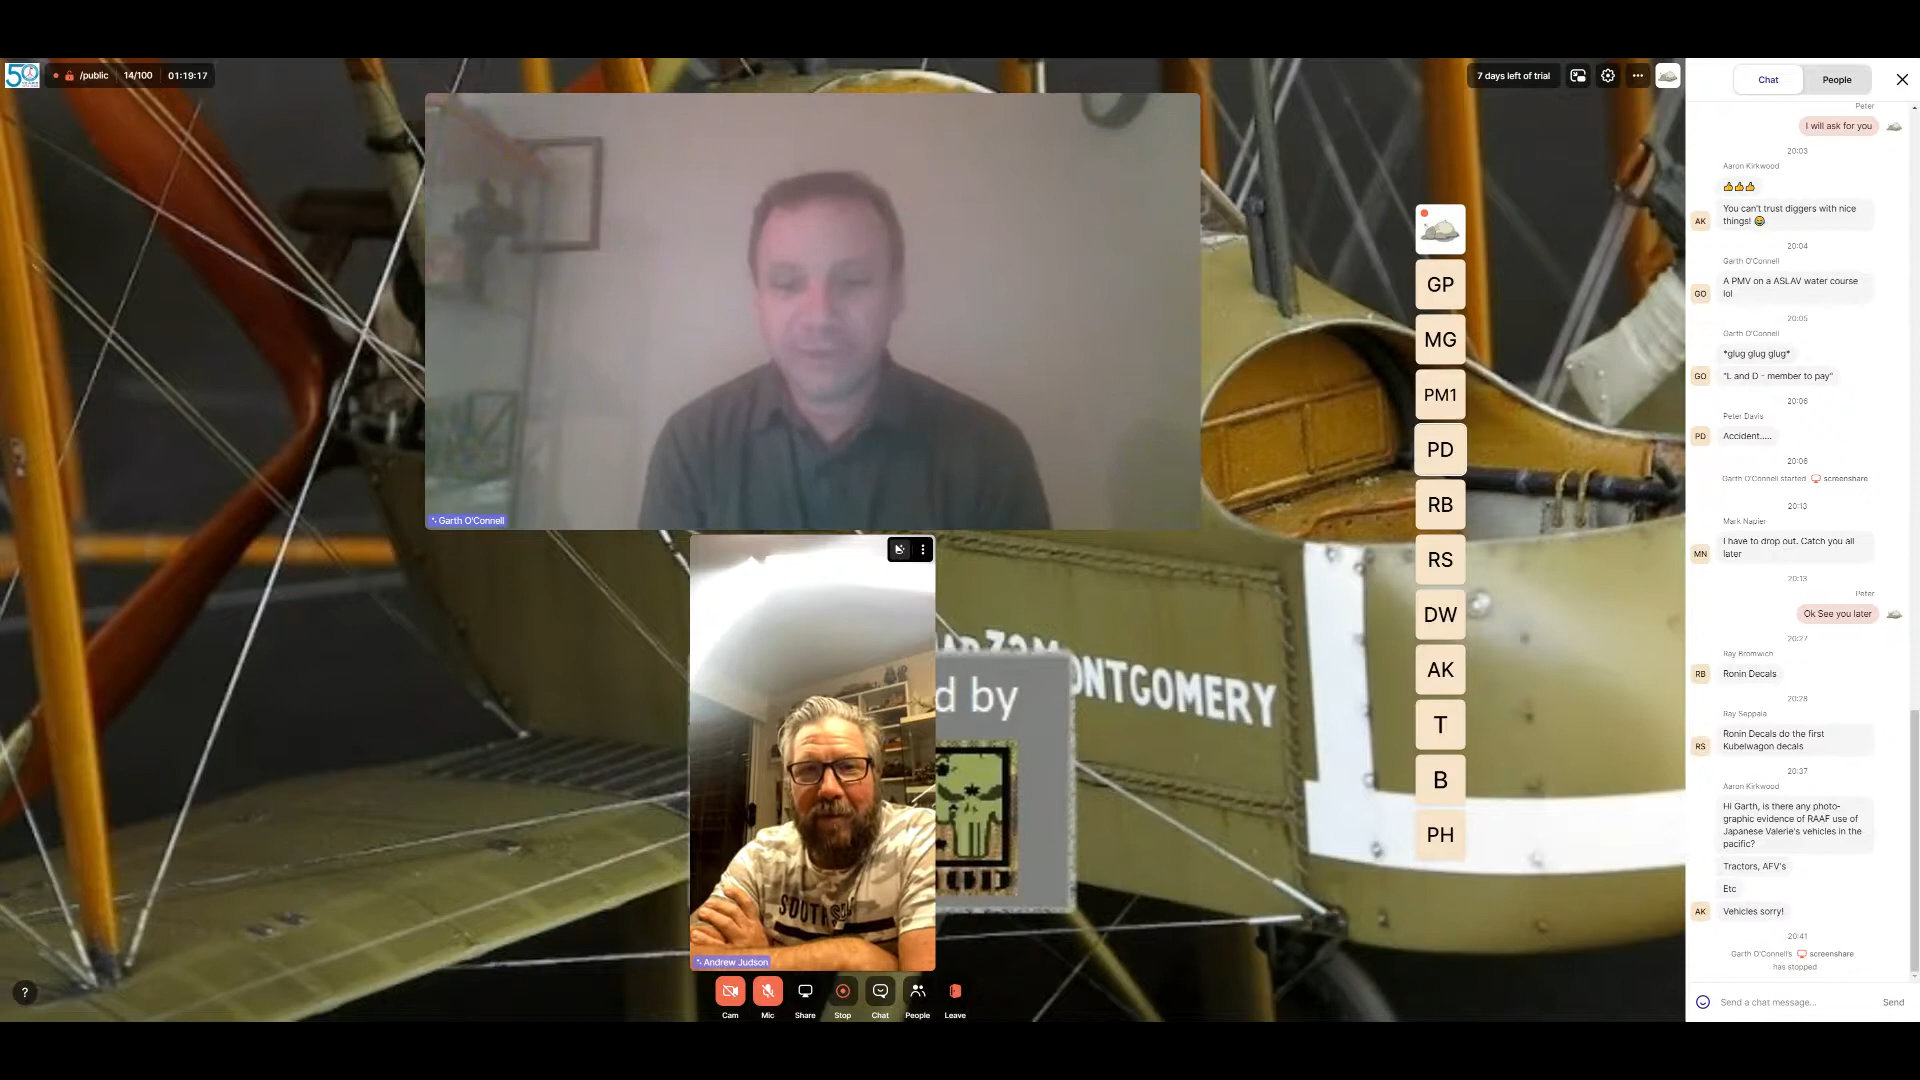 50
/public
14/100
01:19:17
7 days left of trial
Garth O'Connell
d by
ONTGOMERY
SOUTH
Andrew Judson
GP
MG
PM1
PD
RB
RS
DW
AK
T
B
PH
?
Cam
Mic
Share
Stop
Chat
People
Leave
Chat
People
Peter
I will ask for you
20:03
Aaron Kirkwood
👍👍👍
You can't trust diggers with nice
things! 😂
AK
20:04
Garth O'Connell
A PMV on a ASLAV water course
lol
GO
20:05
Garth O'Connell
*glug glug glug*
"L and D - member to pay"
GO
20:06
Peter Davis
Accident.....
PD
20:06
Garth O'Connell started screenshare
20:13
Mark Napier
I have to drop out. Catch you all
later
MN
20:13
Peter
Ok See you later
20:27
Ray Bromwich
Ronin Decals
RB
20:28
Ray Seppala
Ronin Decals do the first
Kubelwagon decals
RS
20:37
Aaron Kirkwood
Hi Garth, is there any photo-
graphic evidence of RAAF use of
Japanese Valerie's vehicles in the
pacific?
Tractors, AFV's
Etc
Vehicles sorry!
AK
20:41
Garth O'Connell's screenshare
has stopped
Send a chat message...
Send